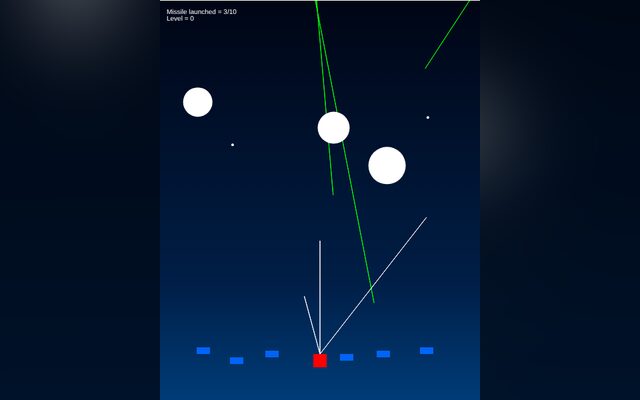 Missile launched = 3/10
Level = 0